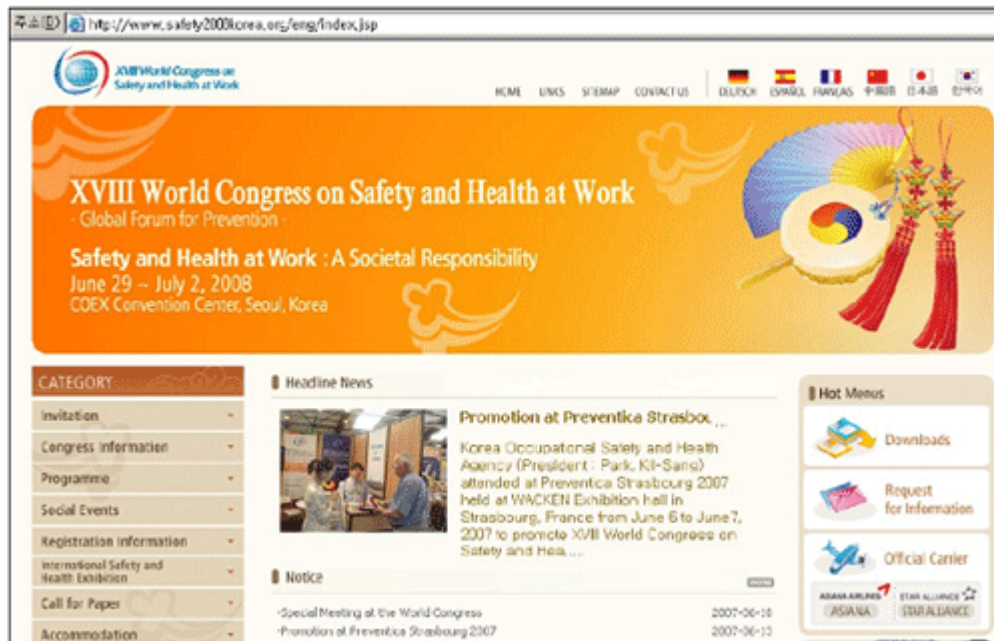 주소(D) http://www.safety2008korea.org/eng/index.jsp
XVIII World Congress on
Safety and Health at Work
HOME LINKS SITEMAP CONTACT US DEUTSCH ESPAÑOL FRANÇAIS 中國語 日本語 한국어
XVIII World Congress on Safety and Health at Work
- Global Forum for Prevention -
Safety and Health at Work : A Societal Responsibility
June 29 ~ July 2, 2008
COEX Convention Center, Seoul, Korea
CATEGORY
Invitation
Congress Information
Programme
Social Events
Registration Information
International Safety and
Health Exhibition
Call for Paper
Accommodation
Headline News
Promotion at Preventica Strasbou...
Korea Occupational Safety and Health
Agency (President : Park, Kil-Sang)
attended at Preventica Strasbourg 2007
held at WACKEN Exhibition hall in
Strasbourg, France from June 6 to June 7,
2007 to promote XVIII World Congress on
Safety and Hea....
Notice
more
-Special Meeting at the World Congress
-Promotion at Preventica Strasbourg 2007 2007-06-13
Hot Menus
Downloads
Request
for Information
Official Carrier
ASIANA AIRLINES STAR ALLIANCE
ASIANA STAR ALLIANCE